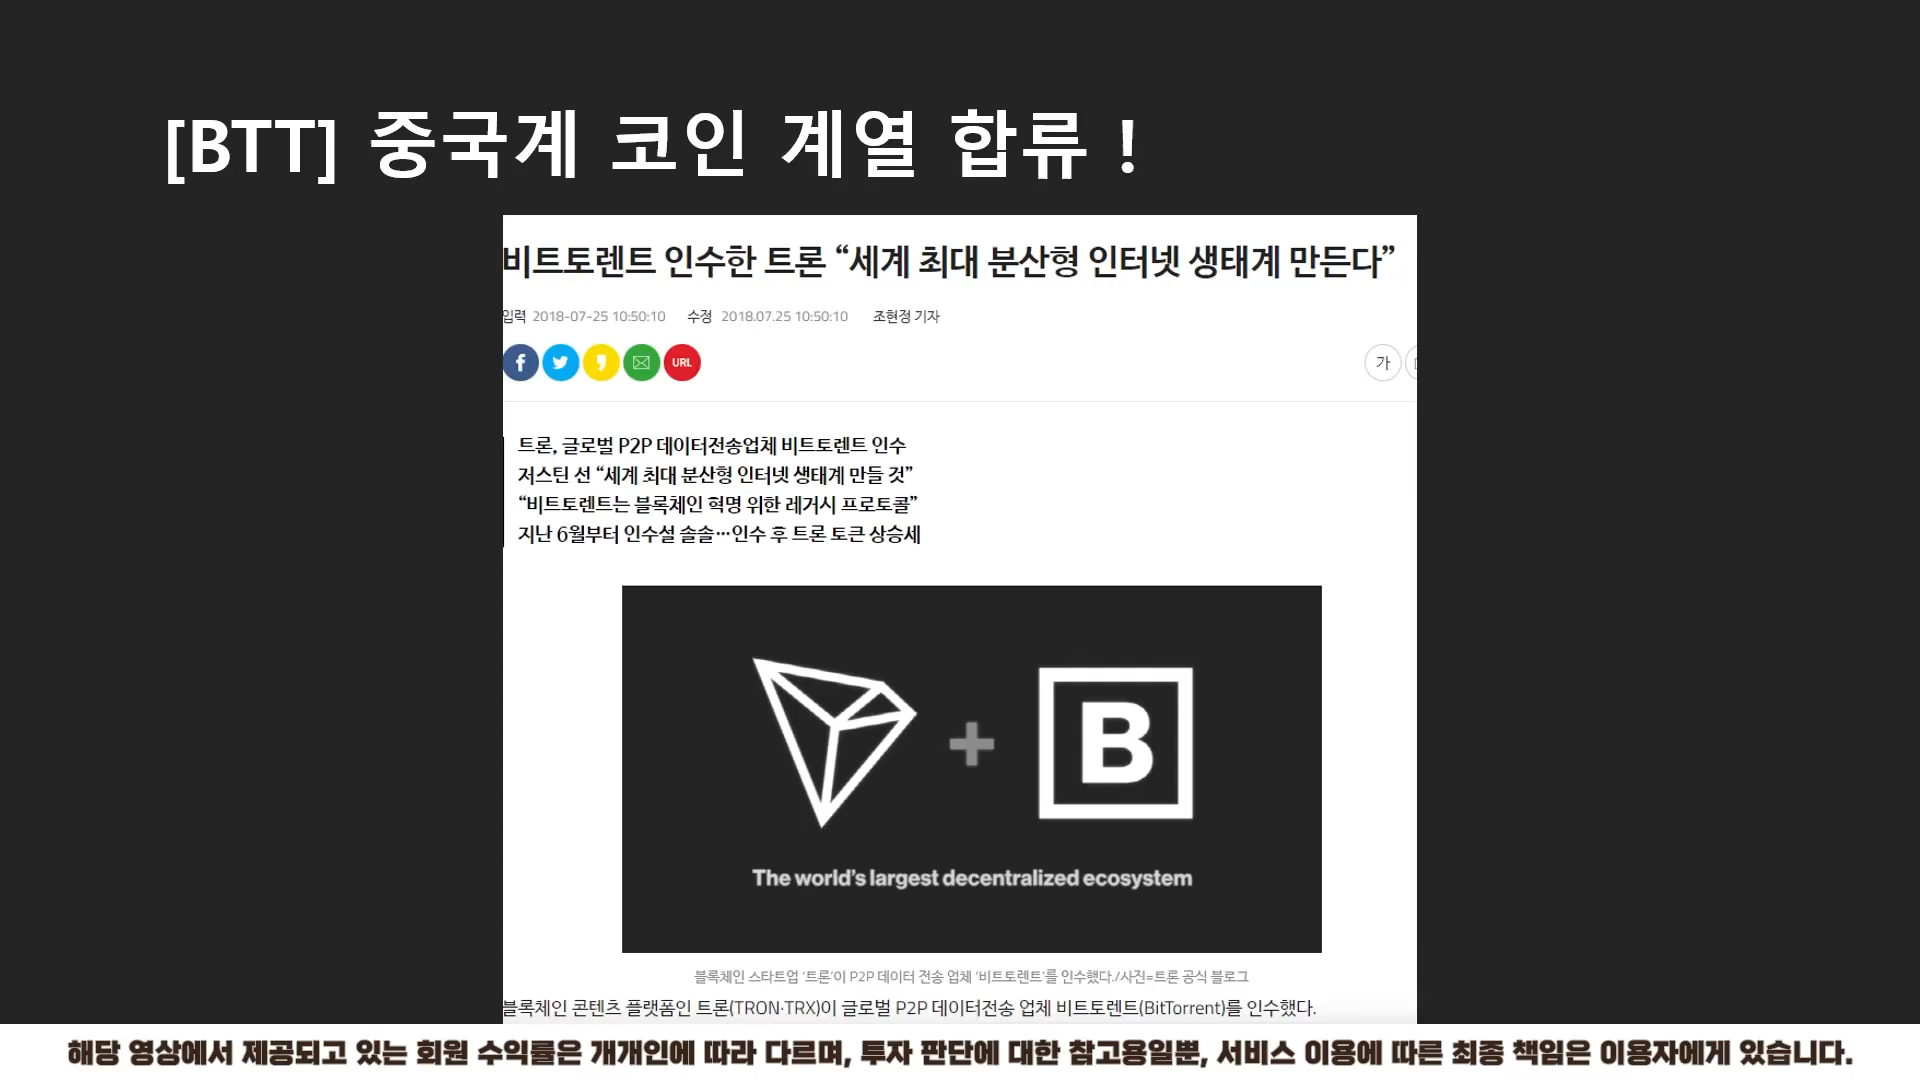 [BTT] 중국계 코인 계열 합류 !
비트토렌트 인수한 트론 “세계 최대 분산형 인터넷 생태계 만든다”
입력 2018-07-25 10:50:10 수정 2018.07.25 10:50:10 조현정 기자
URL
가
트론, 글로벌 P2P 데이터전송업체 비트토렌트 인수
저스틴 선 “세계 최대 분산형 인터넷 생태계 만들 것”
“비트토렌트는 블록체인 혁명 위한 레거시 프로토콜”
지난 6월부터 인수설 솔솔…인수 후 트론 토큰 상승세
B
The world’s largest decentralized ecosystem
블록체인 스타트업 ‘트론’이 P2P 데이터 전송 업체 ‘비트토렌트’를 인수했다./사진=트론 공식 블로그
블록체인 콘텐츠 플랫폼인 트론(TRON·TRX)이 글로벌 P2P 데이터전송 업체 비트토렌트(BitTorrent)를 인수했다.
해당 영상에서 제공되고 있는 회원 수익률은 개개인에 따라 다르며, 투자 판단에 대한 참고용일뿐, 서비스 이용에 따른 최종 책임은 이용자에게 있습니다.